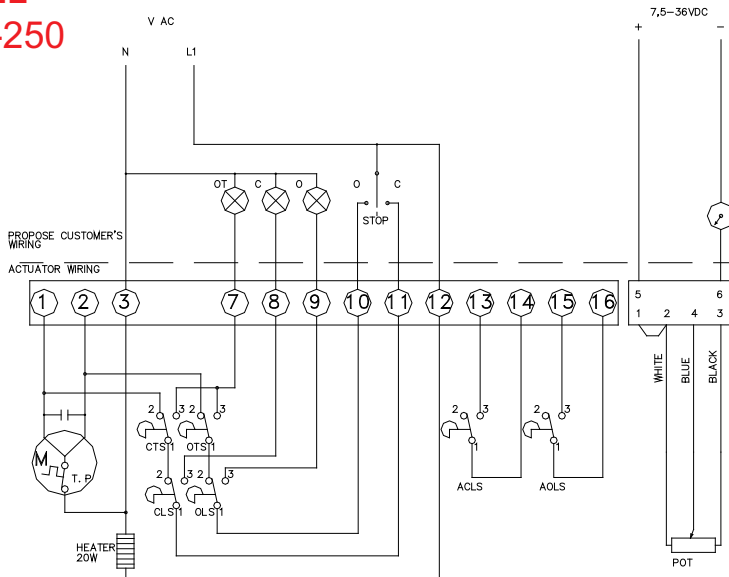 -250
V AC
7,5-36VDC
N L1
+ -
OT C O O C
STOP
PROPOSE CUSTOMER'S
WIRING
ACTUATOR WIRING
1 2 3 7 8 9 10 11 12 13 14 15 16
5 6
1 2 4 3
WHITE BLUE BLACK
2 3 2 3 2 3 2 3
CTS 1 OTS 1 1 1
M
T.P
2 3 2 3
CLS 1 OLS 1
ACLS AOLS
HEATER
20W
POT